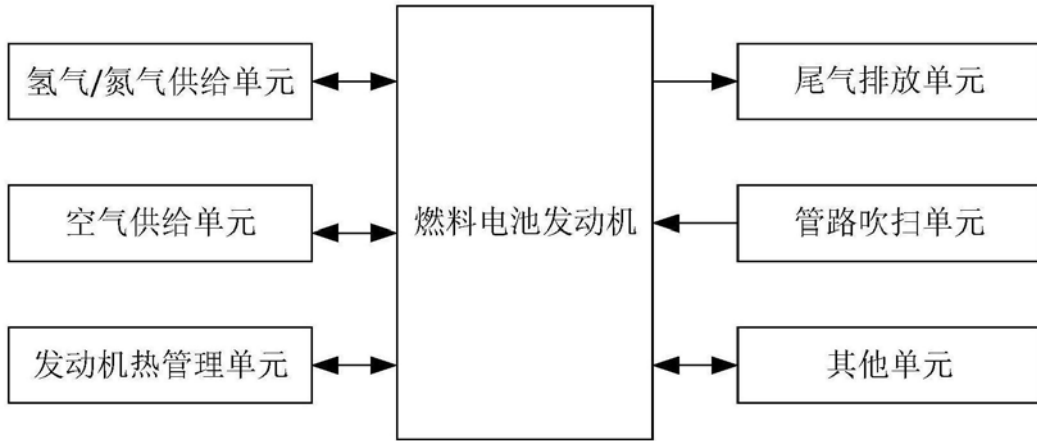 氢气/氮气供给单元
空气供给单元
发动机热管理单元
燃料电池发动机
尾气排放单元
管路吹扫单元
其他单元